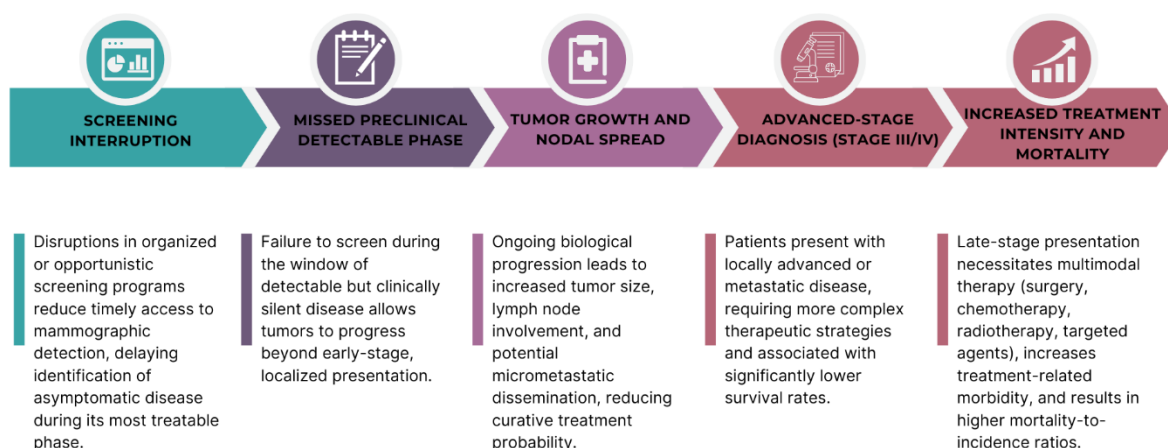 SCREENING
INTERRUPTION
MISSED PRECLINICAL
DETECTABLE PHASE
TUMOR GROWTH AND
NODAL SPREAD
ADVANCED-STAGE
DIAGNOSIS (STAGE III/IV)
INCREASED TREATMENT
INTENSITY AND
MORTALITY
Disruptions in organized
or opportunistic
screening programs
reduce timely access to
mammographic
detection, delaying
identification of
asymptomatic disease
during its most treatable
phase.
Failure to screen during
the window of
detectable but clinically
silent disease allows
tumors to progress
beyond early-stage,
localized presentation.
Ongoing biological
progression leads to
increased tumor size,
lymph node
involvement, and
potential
micrometastatic
dissemination, reducing
curative treatment
probability.
Patients present with
locally advanced or
metastatic disease,
requiring more complex
therapeutic strategies
and associated with
significantly lower
survival rates.
Late-stage presentation
necessitates multimodal
therapy (surgery,
chemotherapy,
radiotherapy, targeted
agents), increases
treatment-related
morbidity, and results in
higher mortality-to-
incidence ratios.